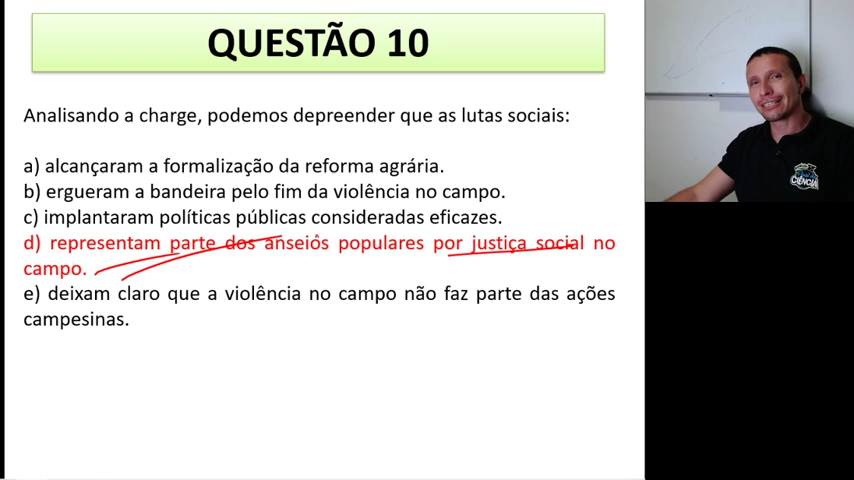 QUESTÃO 10
Analisando a charge, podemos depreender que as lutas sociais:
a) alcançaram a formalização da reforma agrária.
b) ergueram a bandeira pelo fim da violência no campo.
c) implantaram políticas públicas consideradas eficazes.
d) representam parte dos anseios populares por justiça social no
campo.
e) deixam claro que a violência no campo não faz parte das ações
campesinas.
CIÊNCIA